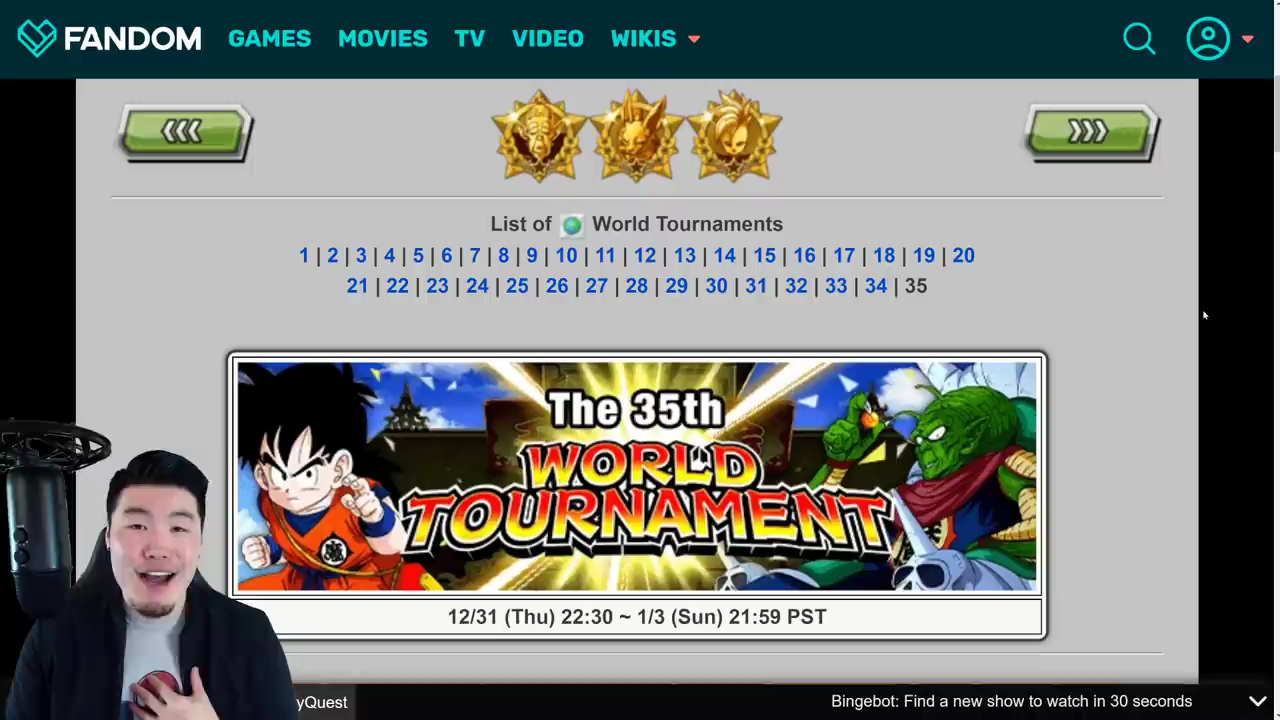 FANDOM GAMES MOVIES TV VIDEO WIKIS
List of World Tournaments
1 | 2 | 3 | 4 | 5 | 6 | 7 | 8 | 9 | 10 | 11 | 12 | 13 | 14 | 15 | 16 | 17 | 18 | 19 | 20
21 | 22 | 23 | 24 | 25 | 26 | 27 | 28 | 29 | 30 | 31 | 32 | 33 | 34 | 35
The 35th
WORLD
TOURNAMENT
12/31 (Thu) 22:30 ~ 1/3 (Sun) 21:59 PST
yQuest
Bingebot: Find a new show to watch in 30 seconds